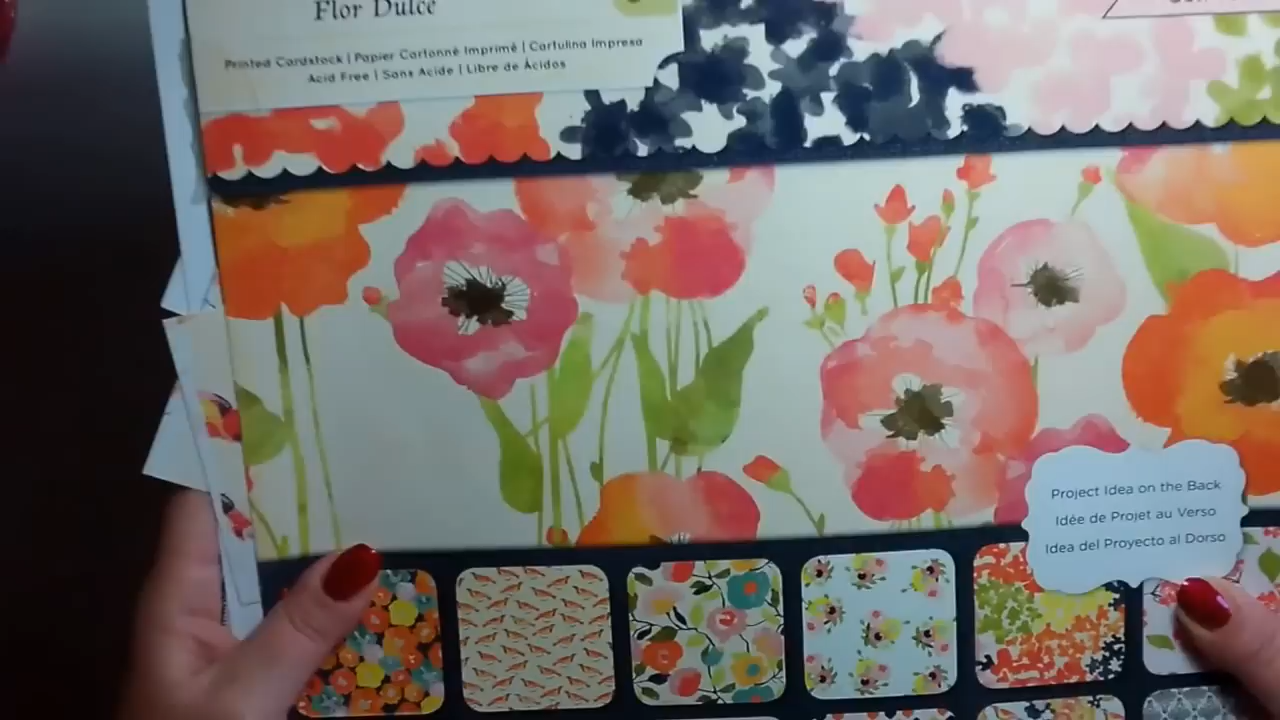 Flor Dulce
Printed Cardstock | Papier Cartonné Imprimé | Cartulina Impresa
Acid Free | Sans Acide | Libre de Ácidos
Project Idea on the Back
Idée de Projet au Verso
Idea del Proyecto al Dorso